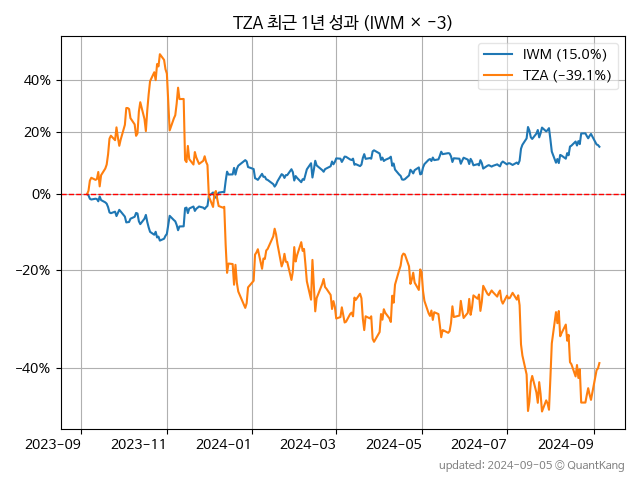 TZA 최근 1년 성과 (IWM × -3)
IWM (15.0%)
TZA (-39.1%)
40%
20%
0%
-20%
-40%
2023-09 2023-11 2024-01 2024-03 2024-05 2024-07 2024-09
updated: 2024-09-05 © QuantKang